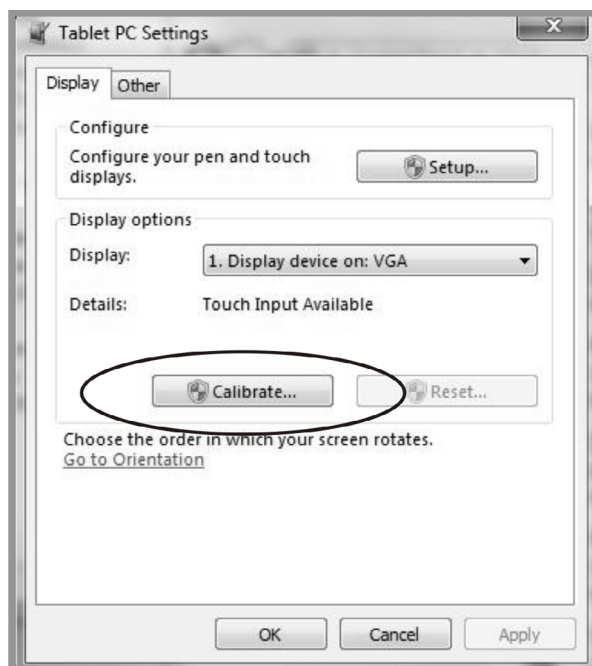 Tablet PC Settings
Display
Other
Configure
Configure your pen and touch
displays.
Setup...
Display options
Display:
1. Display device on: VGA
Details:
Touch Input Available
Calibrate...
Reset...
Choose the order in which your screen rotates.
Go to Orientation
OK
Cancel
Apply